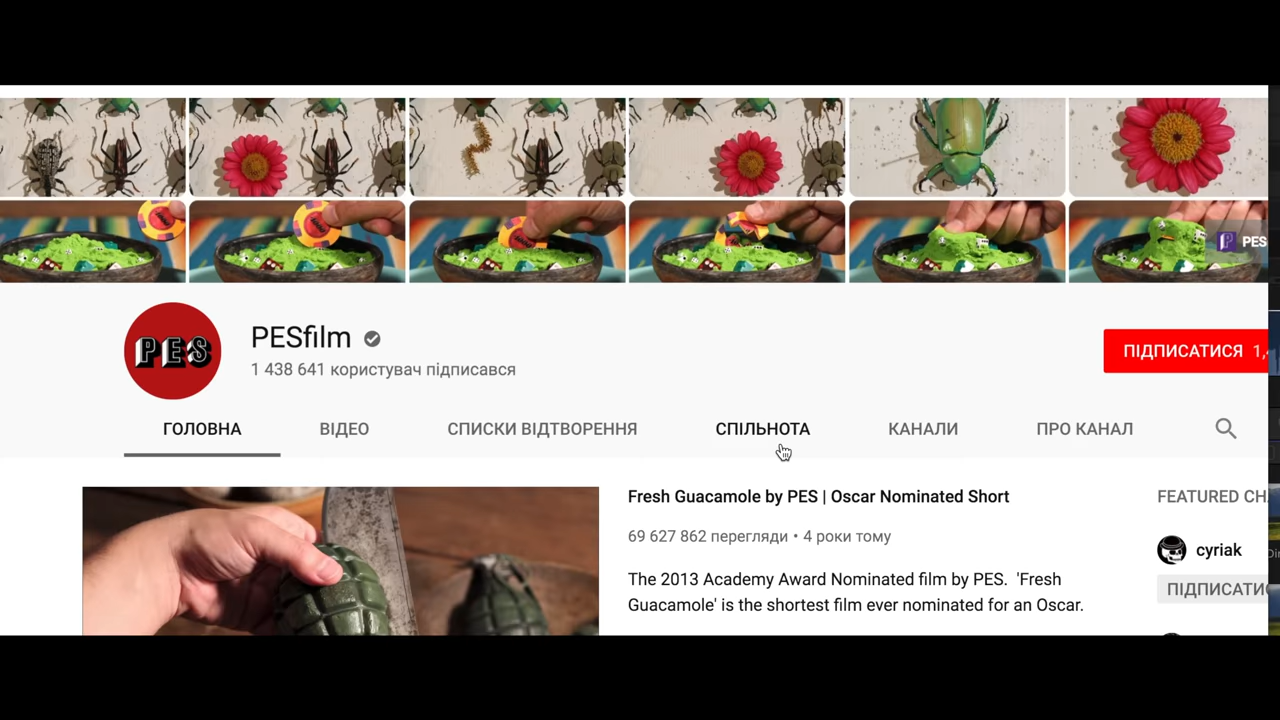 PES
PES
PESfilm
1 438 641 користувач підписався
ПІДПИСАТИСЯ 1,
ГОЛОВНА ВІДЕО СПИСКИ ВІДТВОРЕННЯ СПІЛЬНОТА КАНАЛИ ПРО КАНАЛ
Fresh Guacamole by PES | Oscar Nominated Short
FEATURED CH
69 627 862 перегляди • 4 роки тому
cyriak
The 2013 Academy Award Nominated film by PES. 'Fresh
ПІДПИСАТИС
Guacamole' is the shortest film ever nominated for an Oscar.